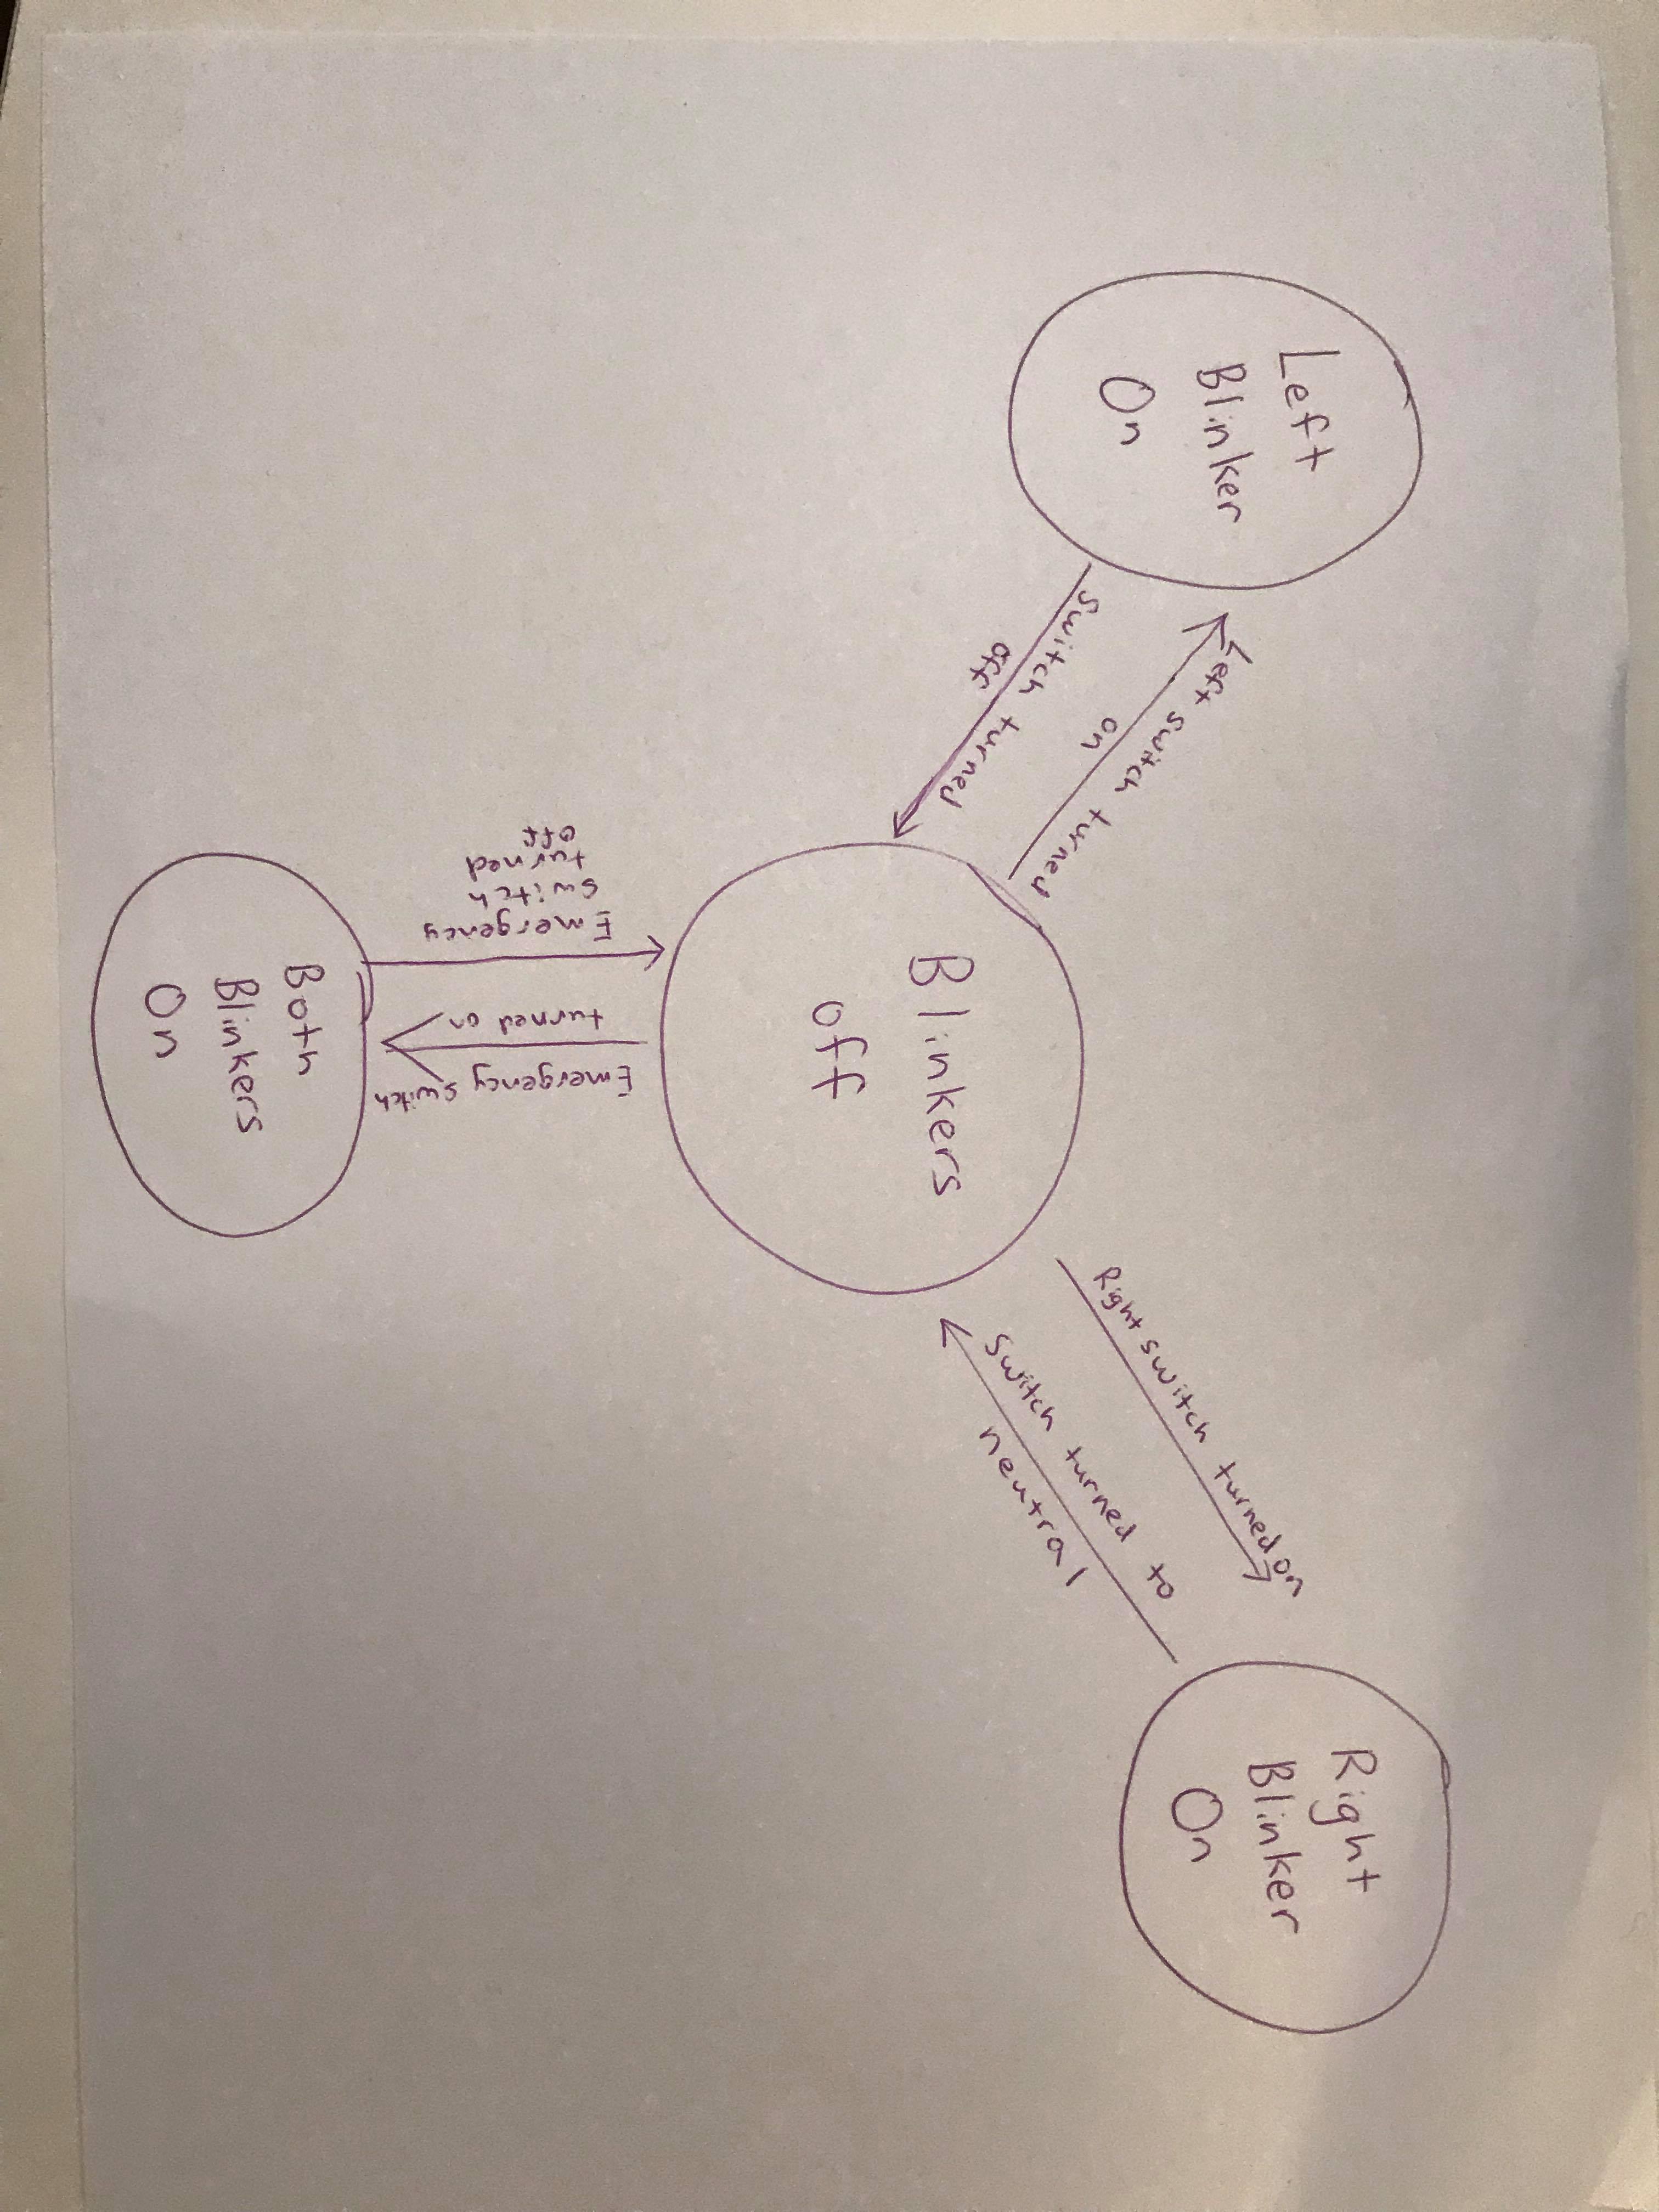 Left
Blinker
On
Left switch turned
on
Switch turned
off
Right
Blinker
On
Right switch turned on
Switch turned to
neutral
Blinkers
off
Emergency
switch
turned
off
Emergency switch
turned on
Both
Blinkers
On